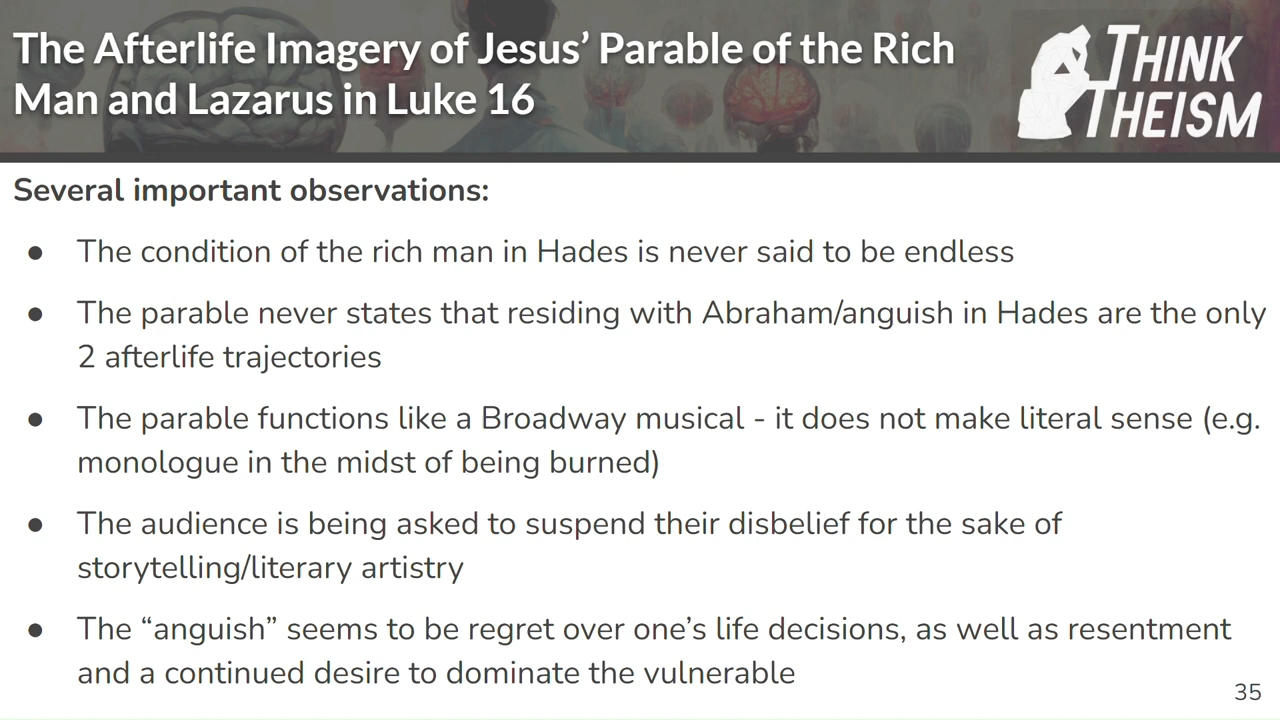 The Afterlife Imagery of Jesus’ Parable of the Rich
Man and Lazarus in Luke 16
THINK
THEISM
Several important observations:
● The condition of the rich man in Hades is never said to be endless
● The parable never states that residing with Abraham/anguish in Hades are the only
2 afterlife trajectories
● The parable functions like a Broadway musical - it does not make literal sense (e.g.
monologue in the midst of being burned)
● The audience is being asked to suspend their disbelief for the sake of
storytelling/literary artistry
● The “anguish” seems to be regret over one’s life decisions, as well as resentment
and a continued desire to dominate the vulnerable
35